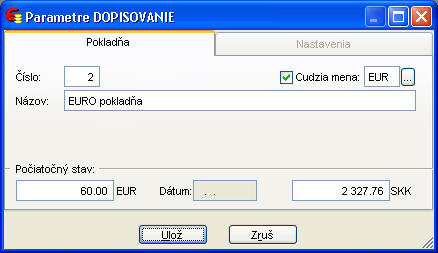 Parametre DOPISOVANIE
Pokladňa Nastavenia
Číslo: 2 Cudzia mena: EUR ...
Názov: EURO pokladňa
Počiatočný stav:
60.00 EUR Dátum: . . 2 327.76 SKK
Ulož Zruš